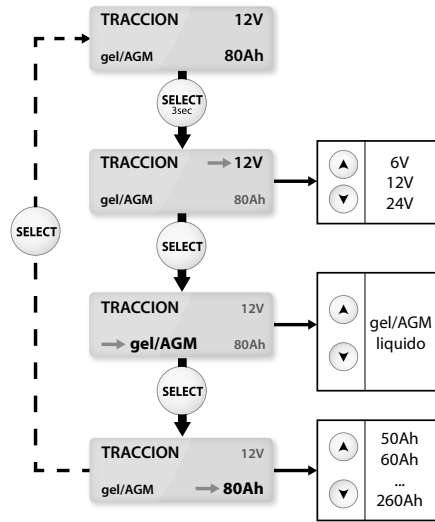 TRACCION 12V
gel/AGM 80Ah
SELECT
3sec
TRACCION 12V
gel/AGM 80Ah
6V
12V
24V
SELECT
SELECT
TRACCION 12V
gel/AGM 80Ah
gel/AGM
liquido
SELECT
TRACCION 12V
gel/AGM 80Ah
50Ah
60Ah
...
260Ah